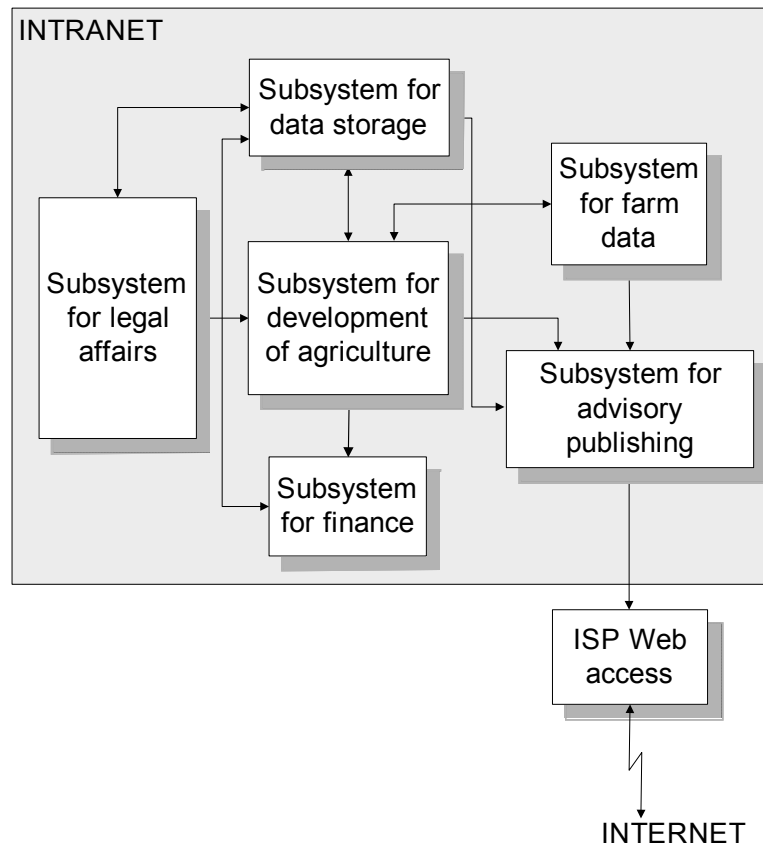 INTRANET
Subsystem for
data storage
Subsystem
for farm
data
Subsystem
for legal
affairs
Subsystem for
development
of agriculture
Subsystem for
advisory
publishing
Subsystem
for finance
ISP Web
access
INTERNET